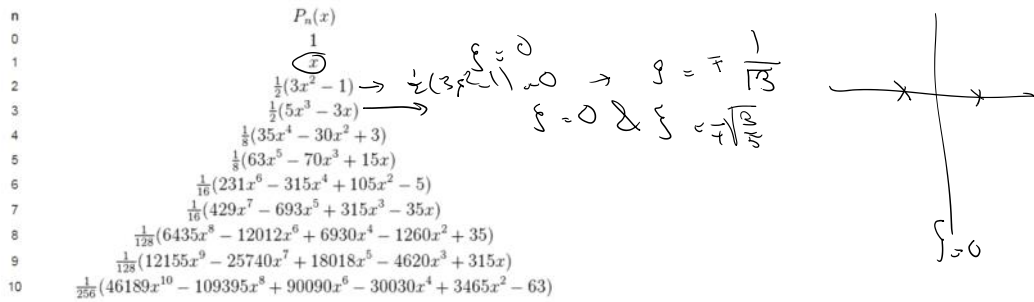 n P_n(x)
0 1
1 x ξ = 0
2 1/2(3x² − 1) → 1/2(3ξ²−1) = 0 → ξ = ∓ 1/√3
3 1/2(5x³ − 3x) → ξ = 0 & ξ = ∓√(3/5)
4 1/8(35x⁴ − 30x² + 3)
5 1/8(63x⁵ − 70x³ + 15x)
6 1/16(231x⁶ − 315x⁴ + 105x² − 5)
7 1/16(429x⁷ − 693x⁵ + 315x³ − 35x)
8 1/128(6435x⁸ − 12012x⁶ + 6930x⁴ − 1260x² + 35)
9 1/128(12155x⁹ − 25740x⁷ + 18018x⁵ − 4620x³ + 315x)
10 1/256(46189x¹⁰ − 109395x⁸ + 90090x⁶ − 30030x⁴ + 3465x² − 63)
ξ=0